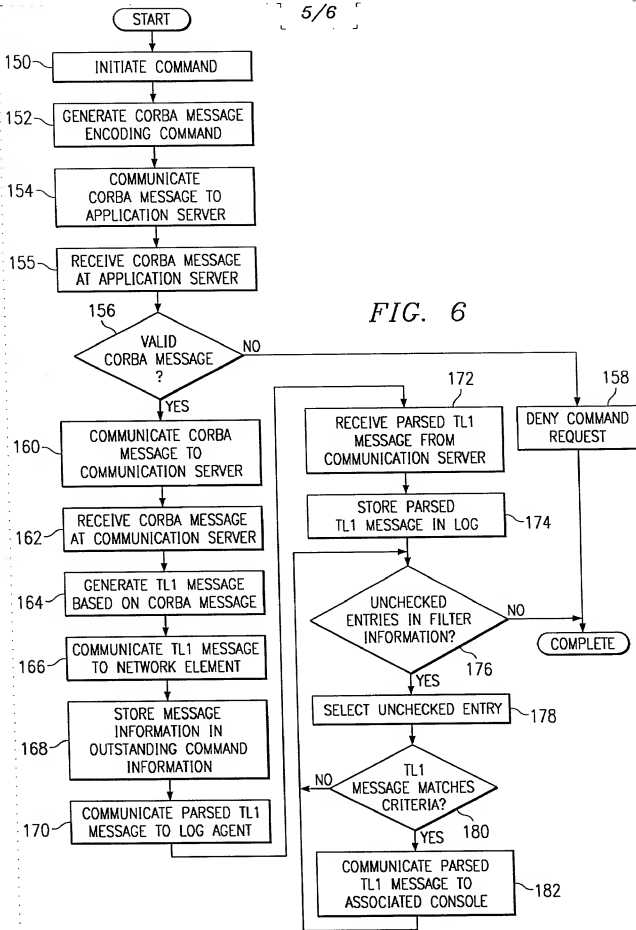 5/6
START
150
INITIATE COMMAND
152
GENERATE CORBA MESSAGE
ENCODING COMMAND
154
COMMUNICATE
CORBA MESSAGE TO
APPLICATION SERVER
155
RECEIVE CORBA MESSAGE
AT APPLICATION SERVER
FIG. 6
156
VALID
CORBA MESSAGE
?
NO
YES
158
DENY COMMAND
REQUEST
160
COMMUNICATE CORBA
MESSAGE TO
COMMUNICATION SERVER
162
RECEIVE CORBA MESSAGE
AT COMMUNICATION SERVER
164
GENERATE TL1 MESSAGE
BASED ON CORBA MESSAGE
166
COMMUNICATE TL1 MESSAGE
TO NETWORK ELEMENT
168
STORE MESSAGE
INFORMATION IN
OUTSTANDING COMMAND
INFORMATION
170
COMMUNICATE PARSED TL1
MESSAGE TO LOG AGENT
172
RECEIVE PARSED TL1
MESSAGE FROM
COMMUNICATION SERVER
STORE PARSED
TL1 MESSAGE IN LOG
174
UNCHECKED
ENTRIES IN FILTER
INFORMATION?
NO
176
YES
COMPLETE
SELECT UNCHECKED ENTRY
178
TL1
MESSAGE MATCHES
CRITERIA?
NO
180
YES
COMMUNICATE PARSED
TL1 MESSAGE TO
ASSOCIATED CONSOLE
182